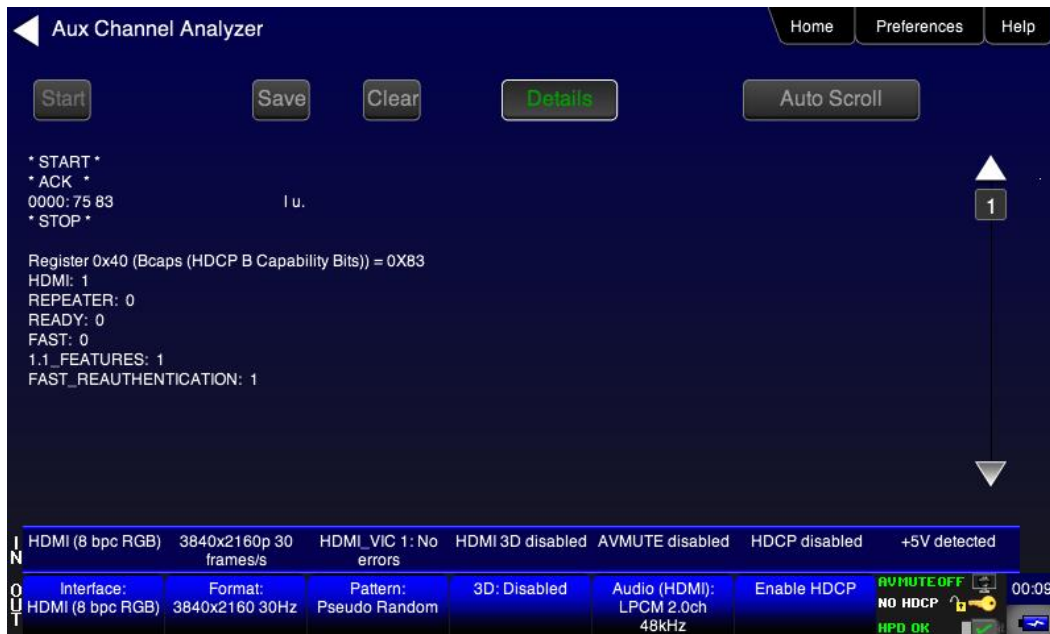 Aux Channel Analyzer
Home Preferences Help
Start Save Clear Details Auto Scroll
* START *
* ACK *
0000: 75 83 l u.
* STOP *
1
Register 0x40 (Bcaps (HDCP B Capability Bits)) = 0X83
HDMI: 1
REPEATER: 0
READY: 0
FAST: 0
1.1_FEATURES: 1
FAST_REAUTHENTICATION: 1
IN
HDMI (8 bpc RGB)
3840x2160p 30
frames/s
HDMI_VIC 1: No
errors
HDMI 3D disabled
AVMUTE disabled
HDCP disabled
+5V detected
OUT
Interface:
HDMI (8 bpc RGB)
Format:
3840x2160 30Hz
Pattern:
Pseudo Random
3D: Disabled
Audio (HDMI):
LPCM 2.0ch
48kHz
Enable HDCP
AVMUTE OFF
NO HDCP
HPD OK
00:09